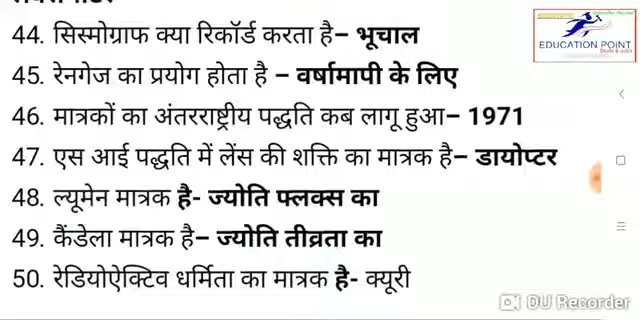 44. सिस्मोग्राफ क्या रिकॉर्ड करता है– भूचाल
45. रेनगेज का प्रयोग होता है – वर्षामापी के लिए
46. मात्रकों का अंतरराष्ट्रीय पद्धति कब लागू हुआ– 1971
47. एस आई पद्धति में लेंस की शक्ति का मात्रक है– डायोप्टर
48. ल्यूमेन मात्रक है- ज्योति फ्लक्स का
49. कैंडेला मात्रक है– ज्योति तीव्रता का
50. रेडियोऐक्टिव धर्मिता का मात्रक है- क्यूरी
EDUCATION POINT
DU Recorder